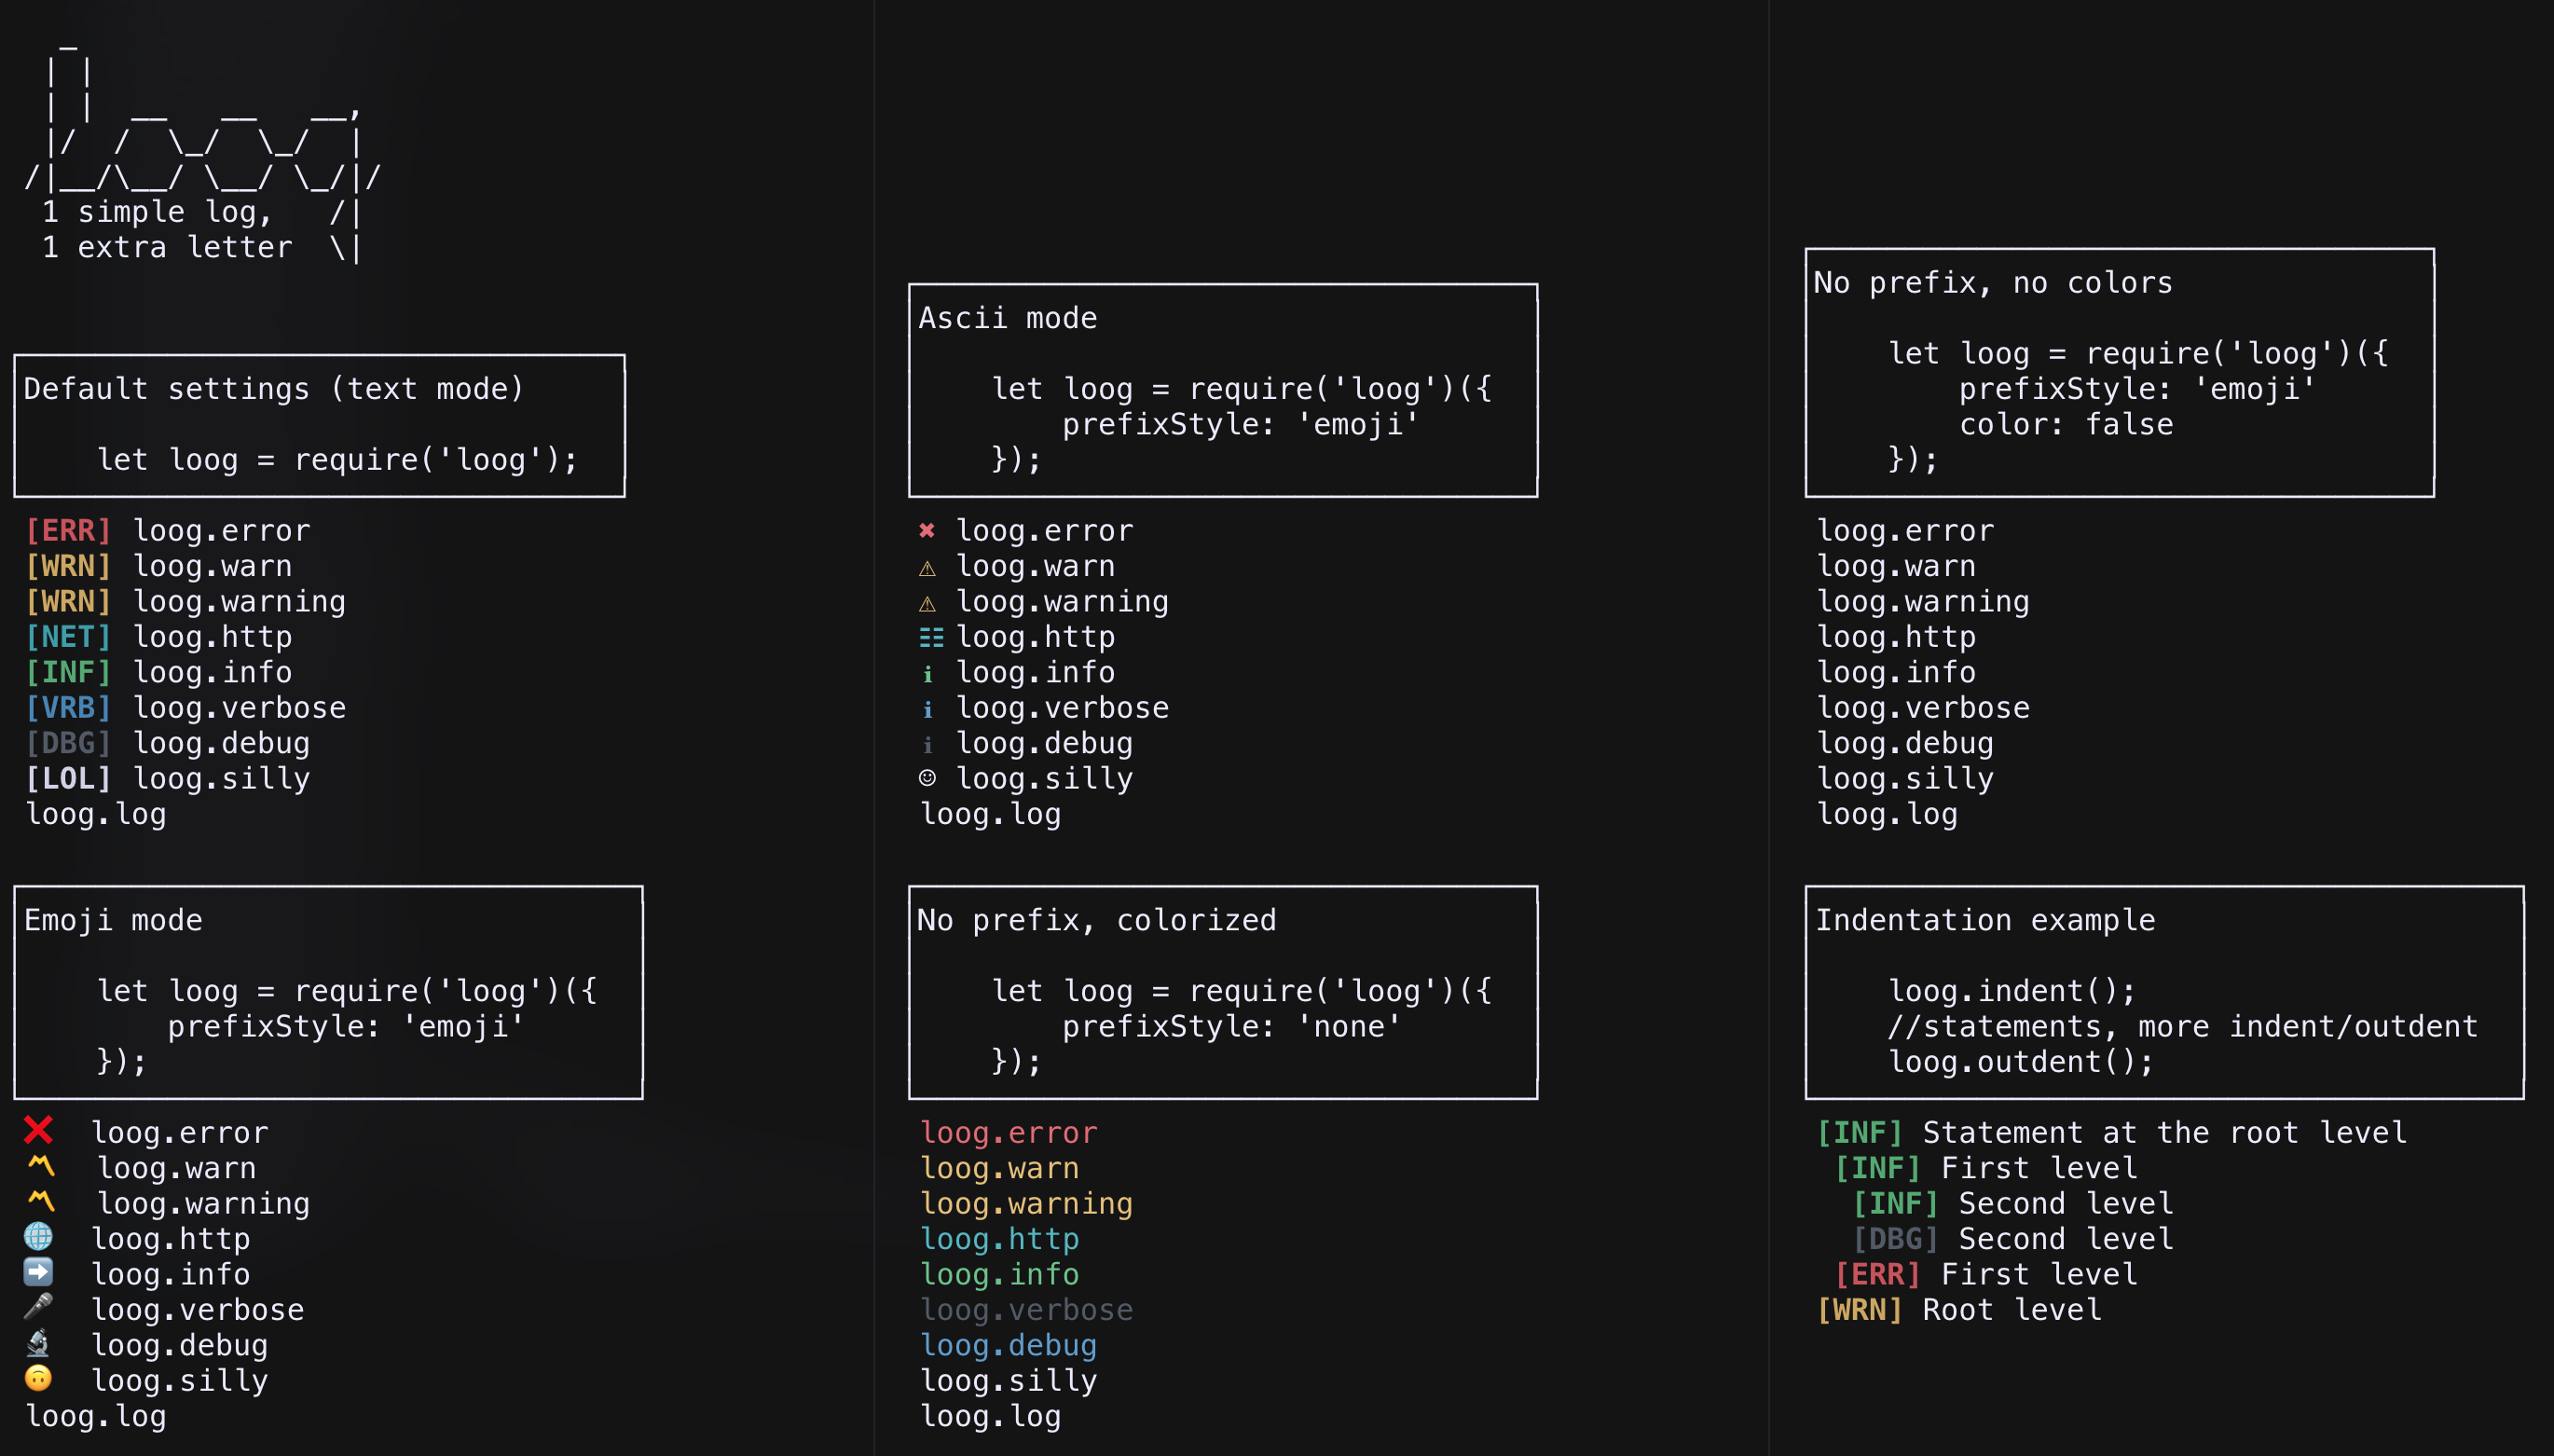 1 simple log,
1 extra letter
Default settings (text mode)
let loog = require('loog');
[ERR] loog.error
[WRN] loog.warn
[WRN] loog.warning
[NET] loog.http
[INF] loog.info
[VRB] loog.verbose
[DBG] loog.debug
[LOL] loog.silly
loog.log
Emoji mode
let loog = require('loog')({
prefixStyle: 'emoji'
});
❌ loog.error
〽️ loog.warn
〽️ loog.warning
🌐 loog.http
➡️ loog.info
🎤 loog.verbose
🔬 loog.debug
🙃 loog.silly
loog.log
Ascii mode
let loog = require('loog')({
prefixStyle: 'emoji'
});
✖ loog.error
⚠ loog.warn
⚠ loog.warning
☷ loog.http
ℹ loog.info
ℹ loog.verbose
ℹ loog.debug
☺ loog.silly
loog.log
No prefix, colorized
let loog = require('loog')({
prefixStyle: 'none'
});
loog.error
loog.warn
loog.warning
loog.http
loog.info
loog.verbose
loog.debug
loog.silly
loog.log
No prefix, no colors
let loog = require('loog')({
prefixStyle: 'emoji'
color: false
});
loog.error
loog.warn
loog.warning
loog.http
loog.info
loog.verbose
loog.debug
loog.silly
loog.log
Indentation example
loog.indent();
//statements, more indent/outdent
loog.outdent();
[INF] Statement at the root level
[INF] First level
[INF] Second level
[DBG] Second level
[ERR] First level
[WRN] Root level